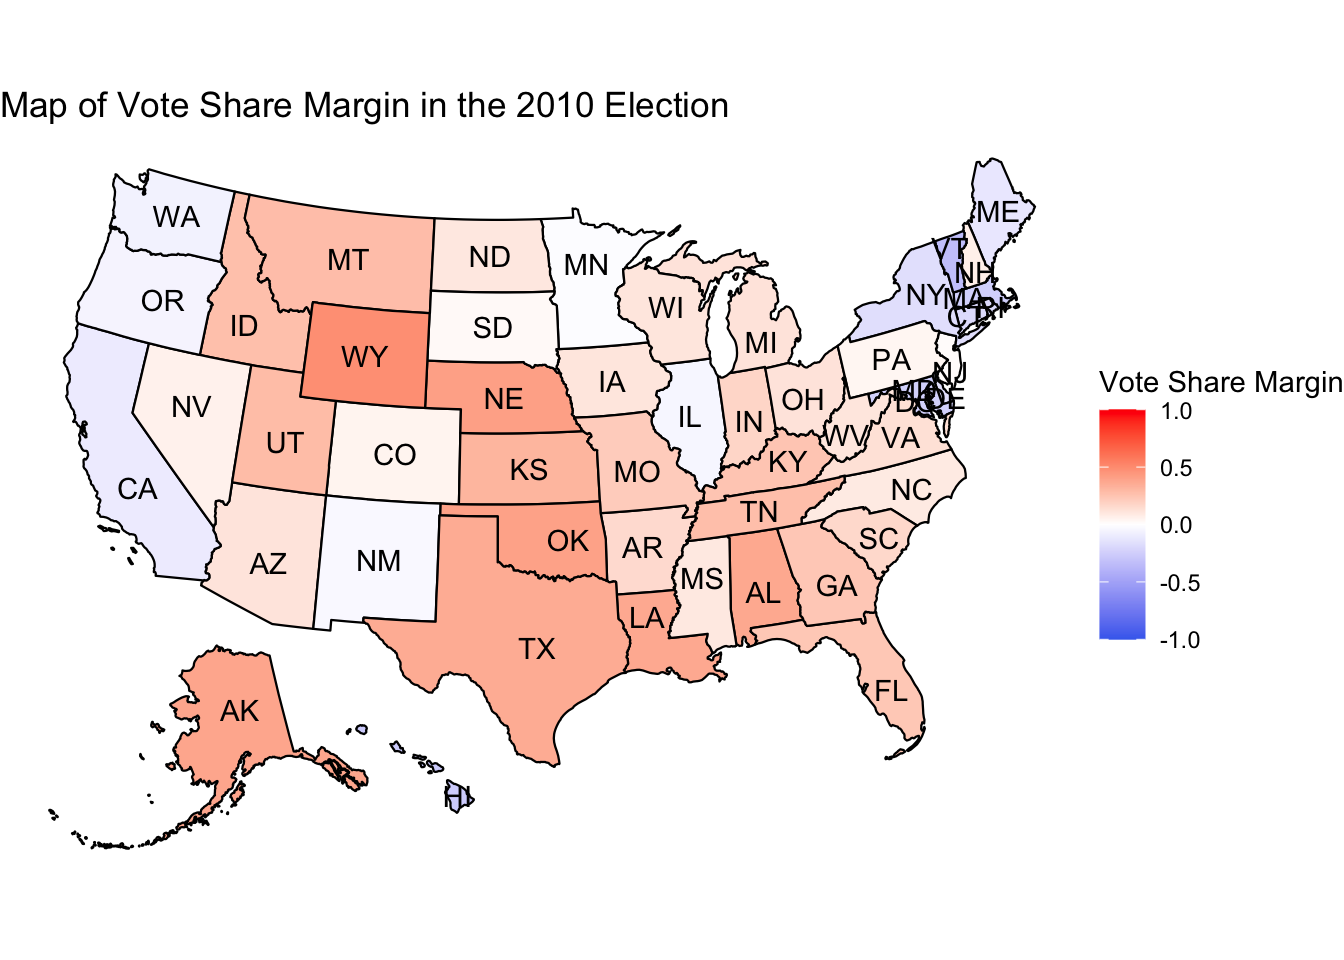 Map of Vote Share Margin in the 2010 Election
WA
ME
VT
MT
ND
MN
NH
OR
NY
MA
RI
WI
CT
ID
SD
MI
WY
PA
NJ
IA
MD
NE
OH
DC
DE
NV
IL
IN
WV
VA
UT
CO
KS
MO
KY
CA
NC
TN
OK
SC
AZ
NM
AR
MS
GA
AL
LA
TX
FL
AK
HI
Vote Share Margin
1.0
0.5
0.0
-0.5
-1.0